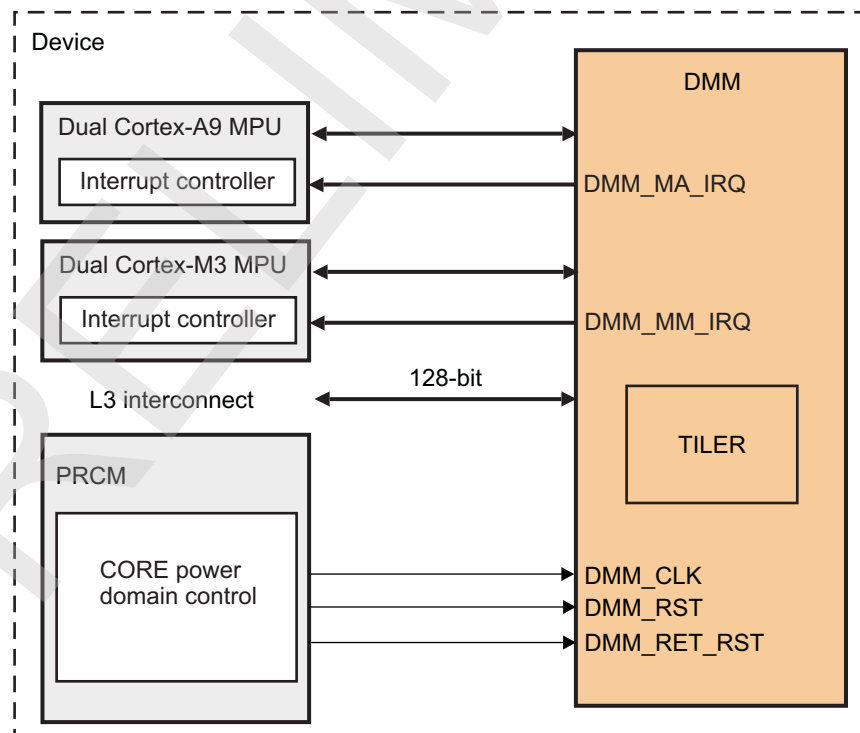 Device
DMM
Dual Cortex-A9 MPU
Interrupt controller
DMM_MA_IRQ
Dual Cortex-M3 MPU
Interrupt controller
DMM_MM_IRQ
128-bit
L3 interconnect
TILER
PRCM
CORE power
domain control
DMM_CLK
DMM_RST
DMM_RET_RST